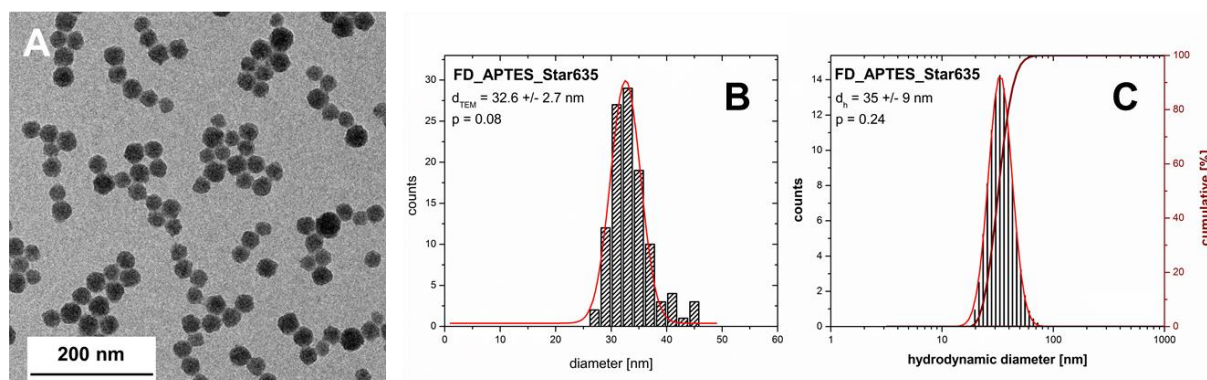 A
200 nm
FD_APTES_Star635
d_TEM = 32.6 +/- 2.7 nm
p = 0.08
B
30
25
20
15
10
5
0
counts
0 10 20 30 40 50 60
diameter [nm]
FD_APTES_Star635
d_h = 35 +/- 9 nm
p = 0.24
C
14
12
10
8
6
4
2
0
counts
100
80
60
40
20
0
cumulative [%]
1 10 100 1000
hydrodynamic diameter [nm]